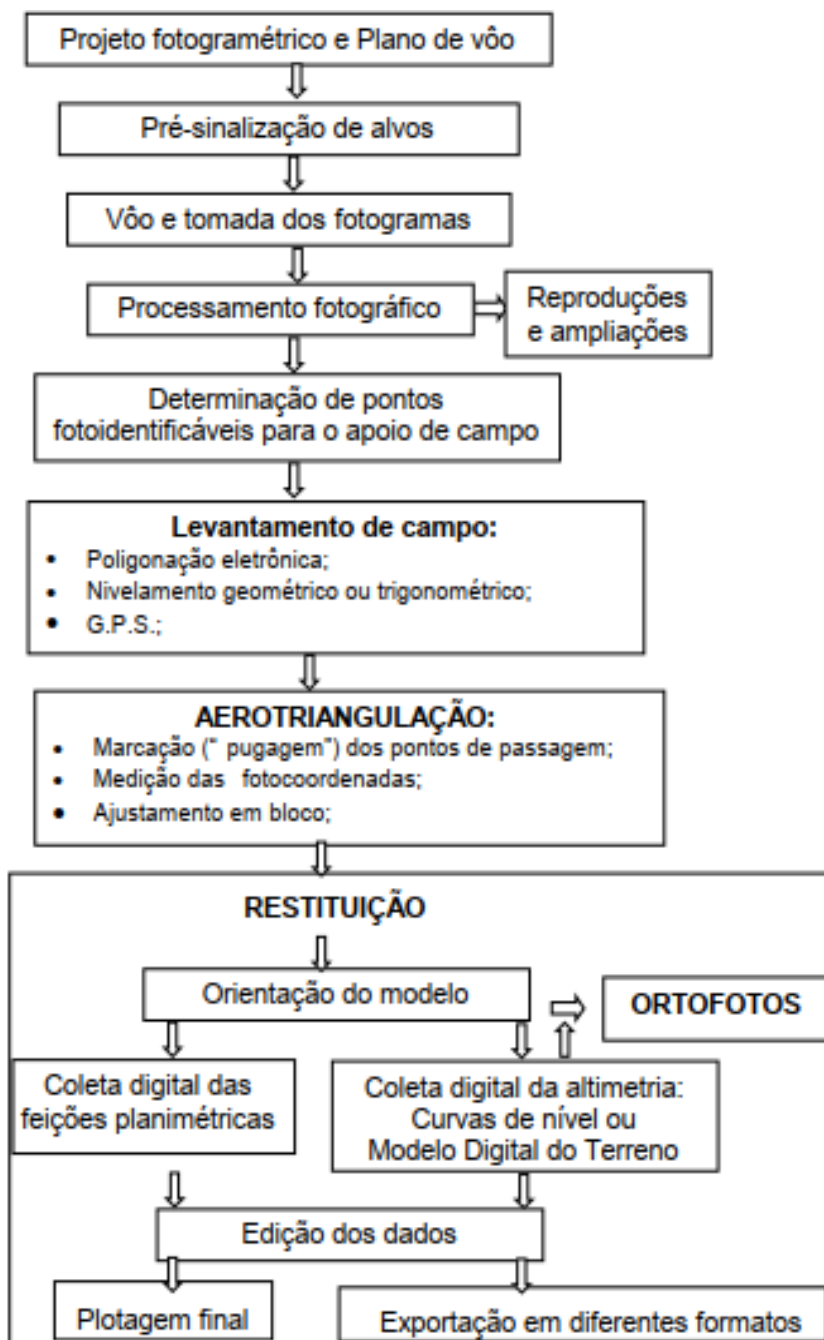 Projeto fotogramétrico e Plano de vôo
Pré-sinalização de alvos
Vôo e tomada dos fotogramas
Processamento fotográfico
Reproduções
e ampliações
Determinação de pontos
fotoidentificáveis para o apoio de campo
Levantamento de campo:
• Poligonação eletrônica;
• Nivelamento geométrico ou trigonométrico;
• G.P.S.;
AEROTRIANGULAÇÃO:
• Marcação (" pugagem") dos pontos de passagem;
• Medição das fotocoordenadas;
• Ajustamento em bloco;
RESTITUIÇÃO
Orientação do modelo
ORTOFOTOS
Coleta digital das
feições planimétricas
Coleta digital da altimetria:
Curvas de nível ou
Modelo Digital do Terreno
Edição dos dados
Plotagem final
Exportação em diferentes formatos